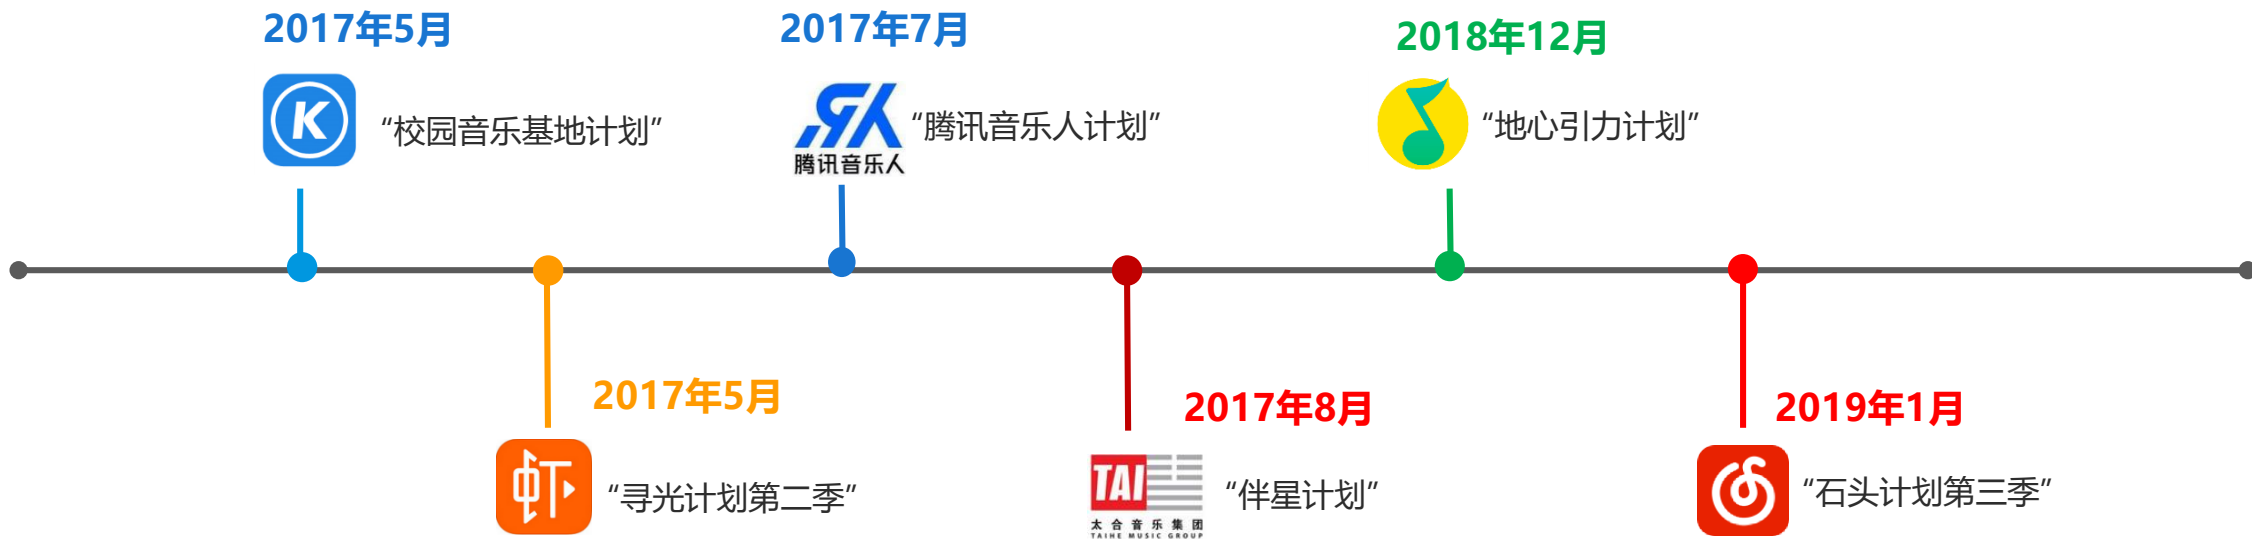 2017年5月
K
“校园音乐基地计划”
2017年7月
腾讯音乐人
“腾讯音乐人计划”
2018年12月
“地心引力计划”
2017年5月
虾
“寻光计划第二季”
2017年8月
TAI
太合音乐集团
TAIHE MUSIC GROUP
“伴星计划”
2019年1月
“石头计划第三季”